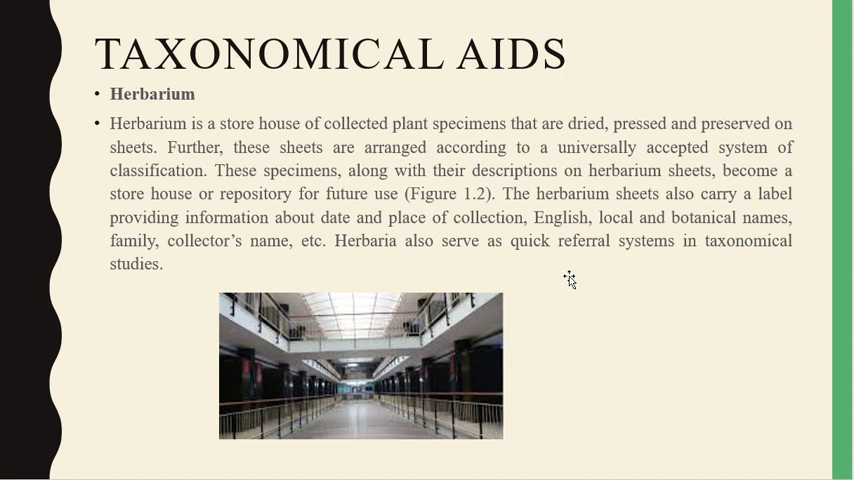 TAXONOMICAL AIDS
• Herbarium
• Herbarium is a store house of collected plant specimens that are dried, pressed and preserved on
sheets. Further, these sheets are arranged according to a universally accepted system of
classification. These specimens, along with their descriptions on herbarium sheets, become a
store house or repository for future use (Figure 1.2). The herbarium sheets also carry a label
providing information about date and place of collection, English, local and botanical names,
family, collector’s name, etc. Herbaria also serve as quick referral systems in taxonomical
studies.